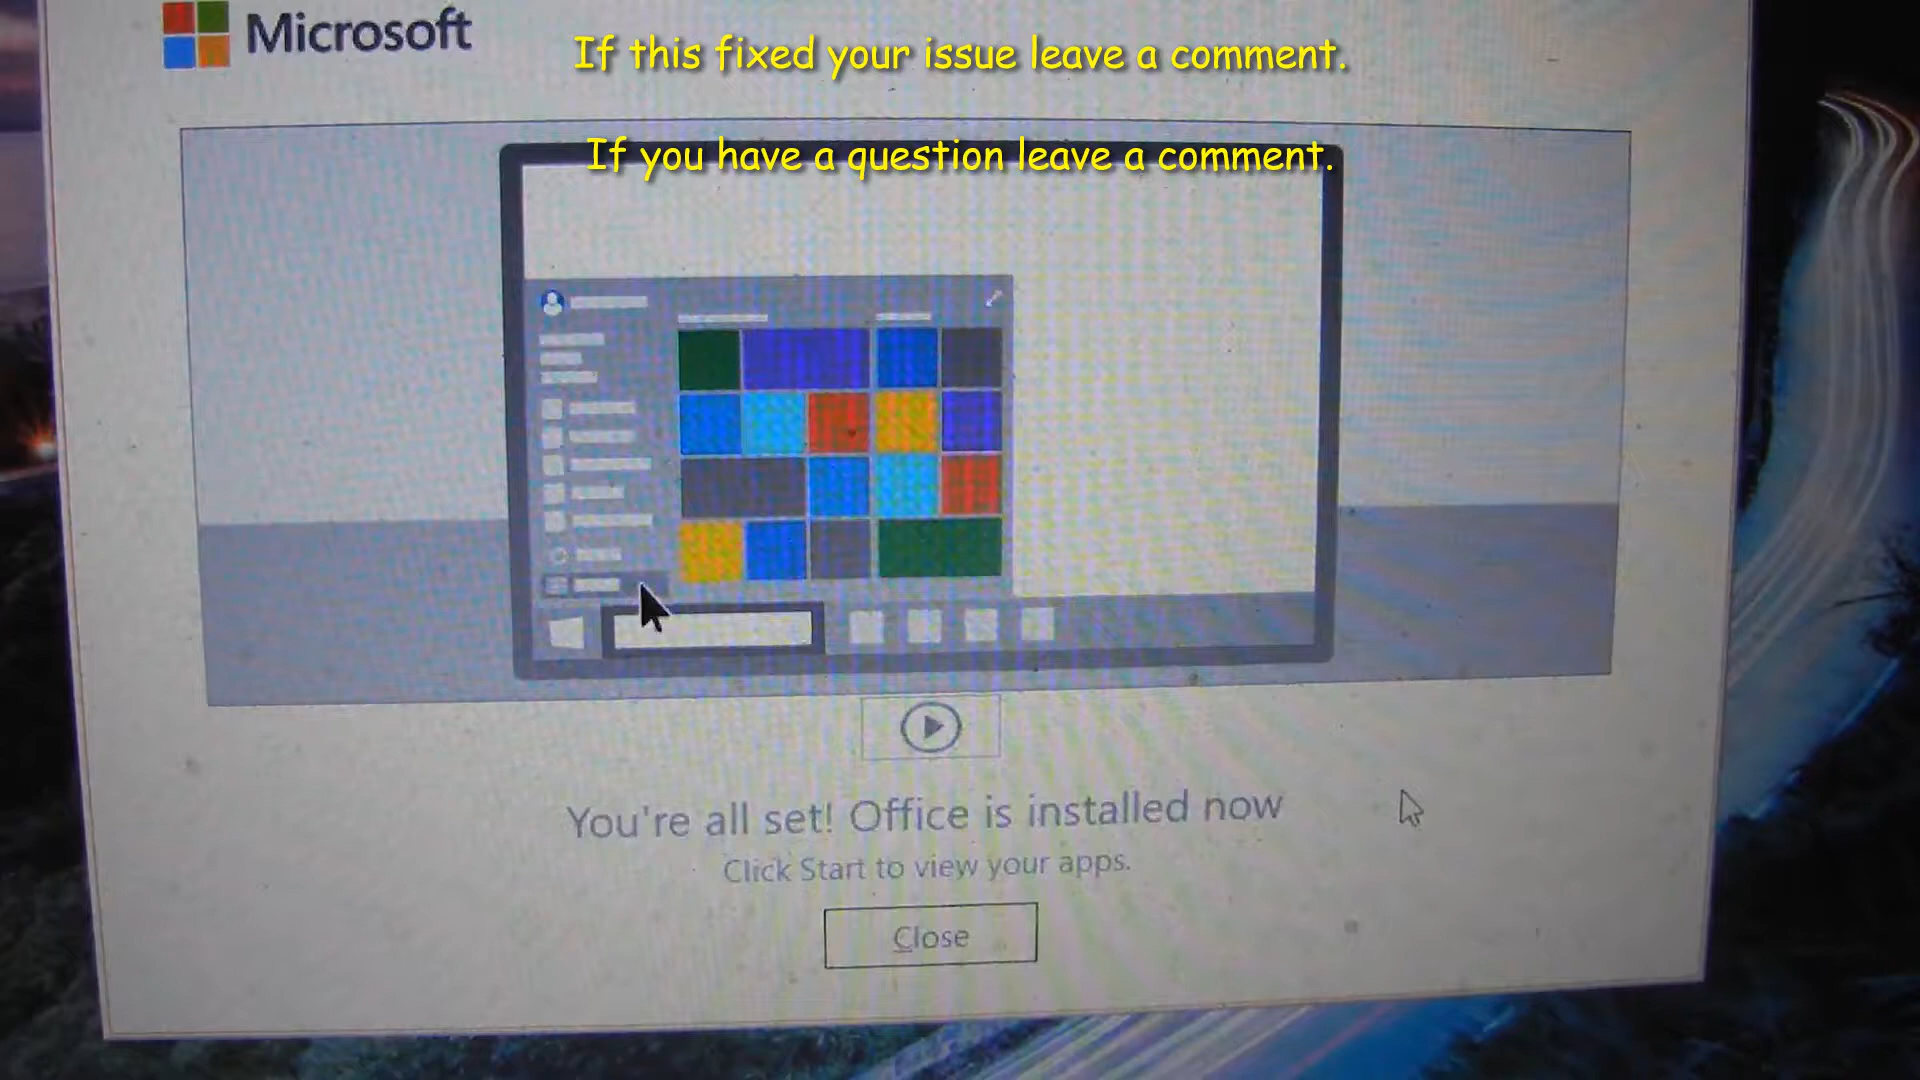 Microsoft
If this fixed your issue leave a comment.
If you have a question leave a comment.
You're all set! Office is installed now
Click Start to view your apps.
Close